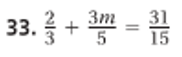 33. 2/3 + 3m/5 = 31/15